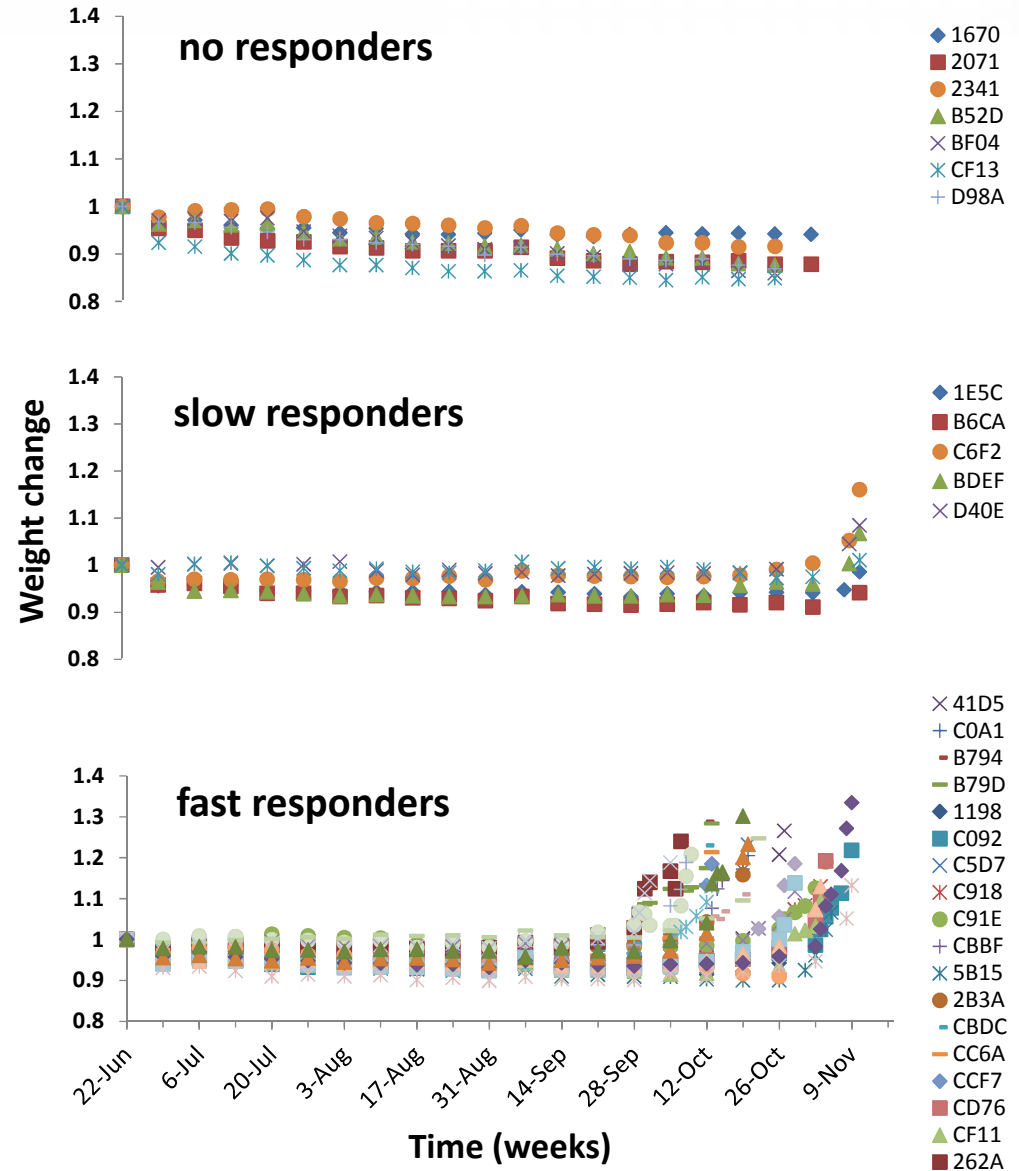 1.4
no responders
1.3
1.2
1.1
1
0.9
0.8
1670
2071
2341
B52D
BF04
CF13
D98A
Weight change
1.4
slow responders
1.3
1.2
1.1
1
0.9
0.8
1E5C
B6CA
C6F2
BDEF
D40E
1.4
fast responders
1.3
1.2
1.1
1
0.9
0.8
22-Jun
6-Jul
20-Jul
3-Aug
17-Aug
31-Aug
14-Sep
28-Sep
12-Oct
26-Oct
9-Nov
Time (weeks)
41D5
C0A1
B794
B79D
1198
C092
C5D7
C918
C91E
CBBF
5B15
2B3A
CBDC
CC6A
CCF7
CD76
CF11
262A